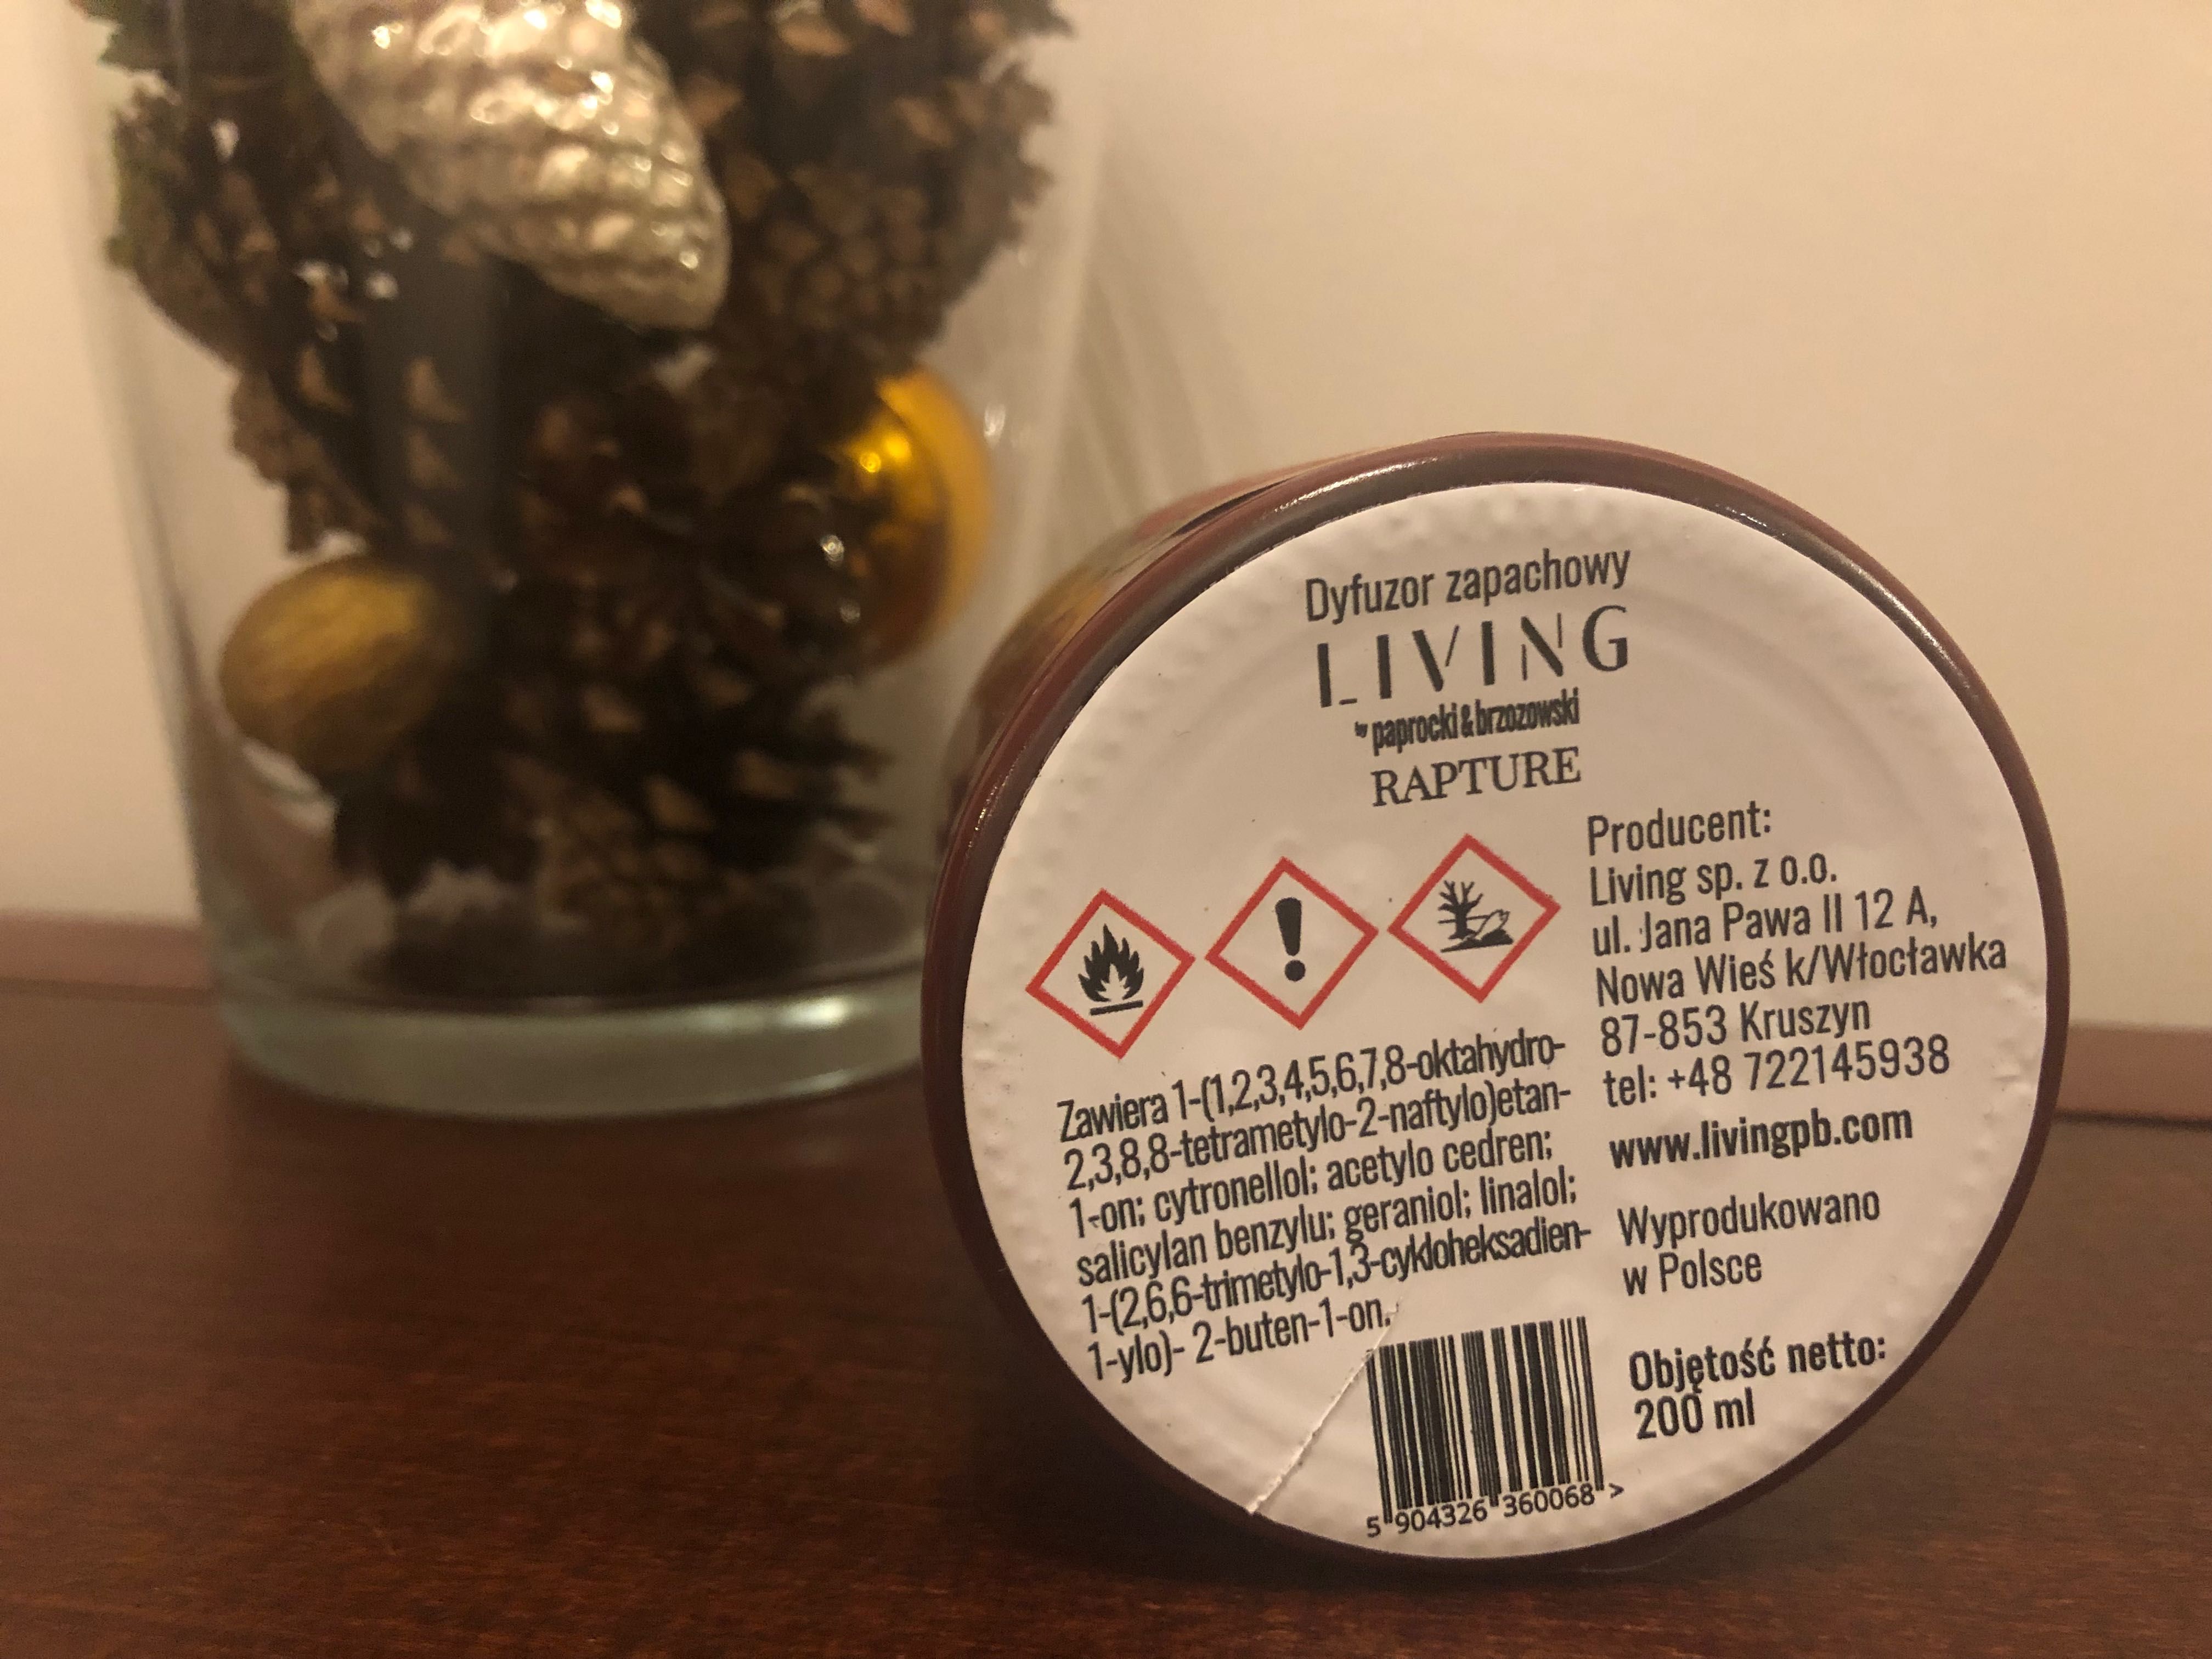 Dyfuzor zapachowy
LIVING
by paprocki & brzozowski
RAPTURE
Zawiera 1-(1,2,3,4,5,6,7,8-oktahydro-
2,3,8,8-tetrametylo-2-naftylo)etan-
1-on; cytronellol; acetylo cedren;
salicylan benzylu; geraniol; linalol;
1-(2,6,6-trimetylo-1,3-cykloheksadien-
1-ylo)- 2-buten-1-on.
Producent:
Living sp. z o.o.
ul. Jana Pawa II 12 A,
Nowa Wieś k/Włocławka
87-853 Kruszyn
tel: +48 722145938
www.livingpb.com
Wyprodukowano
w Polsce
Objętość netto:
200 ml
5 904326 360068 >